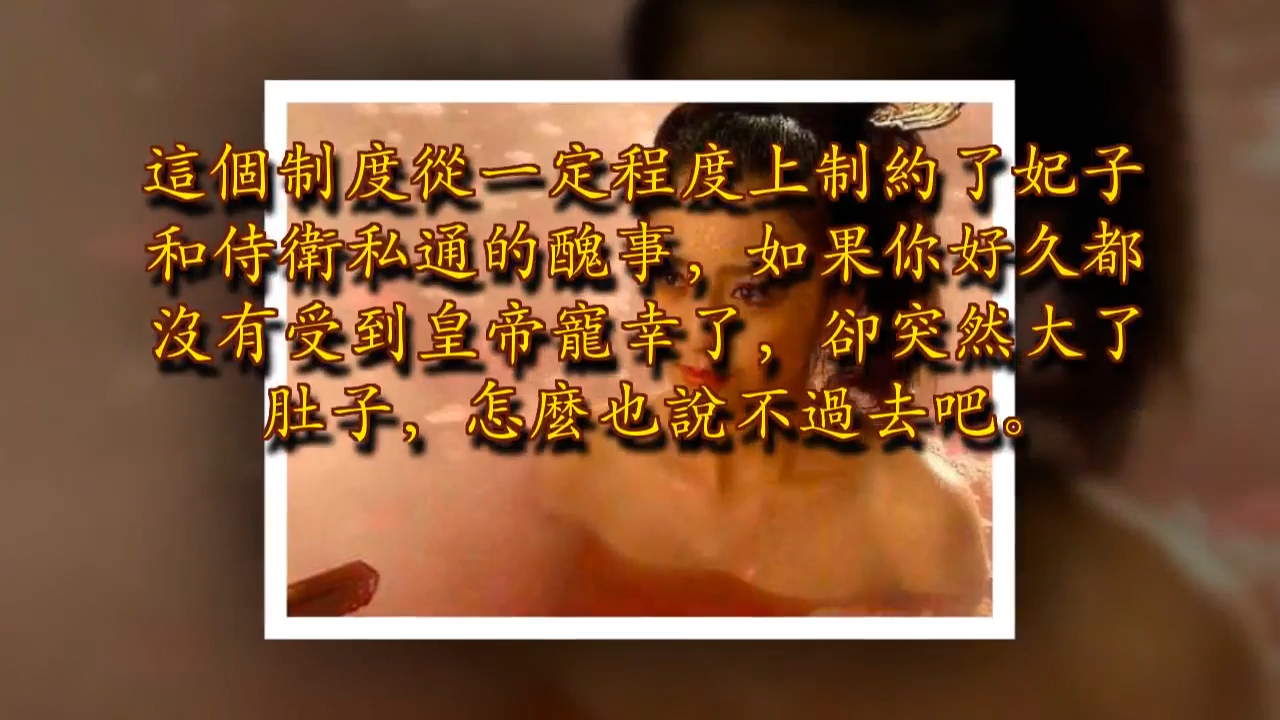 這個制度從一定程度上制約了妃子
和侍衛私通的醜事，如果你好久都
沒有受到皇帝寵幸了，卻突然大了
肚子，怎麼也說不過去吧。